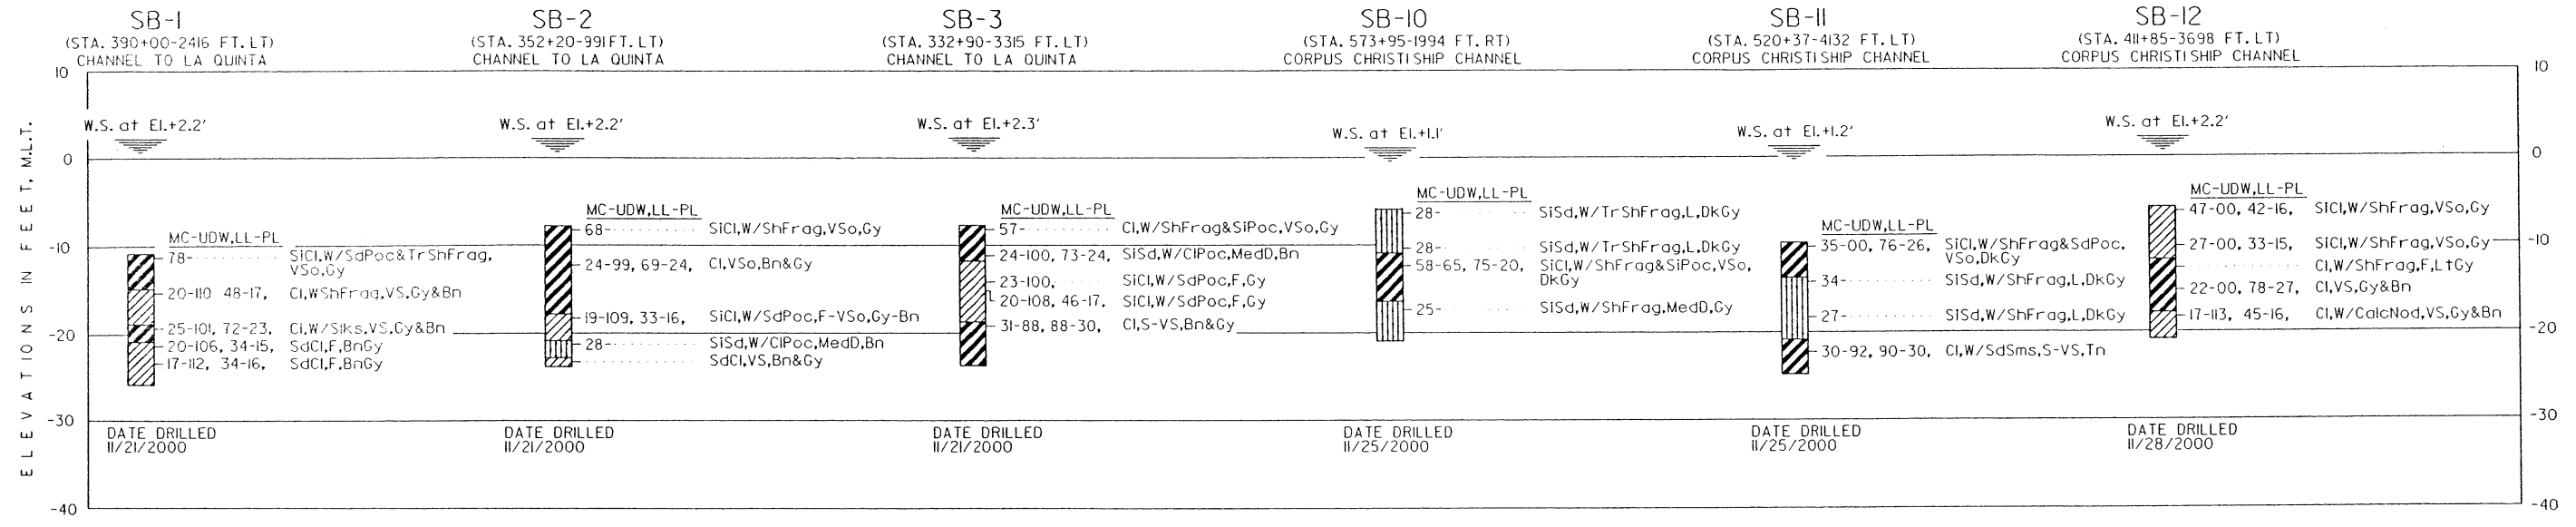 SB-1
(STA. 390+00-2416 FT. LT)
CHANNEL TO LA QUINTA
SB-2
(STA. 352+20-991 FT. LT)
CHANNEL TO LA QUINTA
SB-3
(STA. 332+90-3315 FT. LT)
CHANNEL TO LA QUINTA
SB-10
(STA. 573+95-1994 FT. RT)
CORPUS CHRISTI SHIP CHANNEL
SB-11
(STA. 520+37-4132 FT. LT)
CORPUS CHRISTI SHIP CHANNEL
SB-12
(STA. 411+85-3698 FT. LT)
CORPUS CHRISTI SHIP CHANNEL
ELEVATIONS IN FEET, M.L.T.
10
0
-10
-20
-30
-40
W.S. at El.+2.2'
MC-UDW,LL-PL
78- SiCl,W/SdPoc&TrShFrag,
VSo,Gy
20-110 48-17, Cl,WShFrag,VS,Gy&Bn
25-101, 72-23, Cl,W/Slks,VS,Gy&Bn
20-106, 34-15, SdCl,F,BnGy
17-112, 34-16, SdCl,F,BnGy
DATE DRILLED
11/21/2000
W.S. at El.+2.2'
MC-UDW,LL-PL
68- SiCl,W/ShFrag,VSo,Gy
24-99, 69-24, Cl,VSo,Bn&Gy
19-109, 33-16, SiCl,W/SdPoc,F-VSo,Gy-Bn
28- SiSd,W/ClPoc,MedD,Bn
SdCl,VS,Bn&Gy
DATE DRILLED
11/21/2000
W.S. at El.+2.3'
MC-UDW,LL-PL
57- Cl,W/ShFrag&SiPoc,VSo,Gy
24-100, 73-24, SiSd,W/ClPoc,MedD,Bn
23-100, SiCl,W/SdPoc,F,Gy
20-108, 46-17, SiCl,W/SdPoc,F,Gy
31-88, 88-30, Cl,S-VS,Bn&Gy
DATE DRILLED
11/21/2000
W.S. at El.+1.1'
MC-UDW,LL-PL
28- SiSd,W/TrShFrag,L,DkGy
28- SiSd,W/TrShFrag,L,DkGy
58-65, 75-20, SiCl,W/ShFrag&SiPoc,VSo,
DkGy
25- SiSd,W/ShFrag,MedD,Gy
DATE DRILLED
11/25/2000
W.S. at El.+1.2'
MC-UDW,LL-PL
35-00, 76-26, SiCl,W/ShFrag&SdPoc,
VSo,DkGy
34- SiSd,W/ShFrag,L,DkGy
27- SiSd,W/ShFrag,L,DkGy
30-92, 90-30, Cl,W/SdSms,S-VS,Tn
DATE DRILLED
11/25/2000
W.S. at El.+2.2'
MC-UDW,LL-PL
47-00, 42-16, SiCl,W/ShFrag,VSo,Gy
27-00, 33-15, SiCl,W/ShFrag,VSo,Gy
Cl,W/ShFrag,F,LtGy
22-00, 78-27, Cl,VS,Gy&Bn
17-113, 45-16, Cl,W/CalcNod,VS,Gy&Bn
DATE DRILLED
11/28/2000
10
0
-10
-20
-30
-40